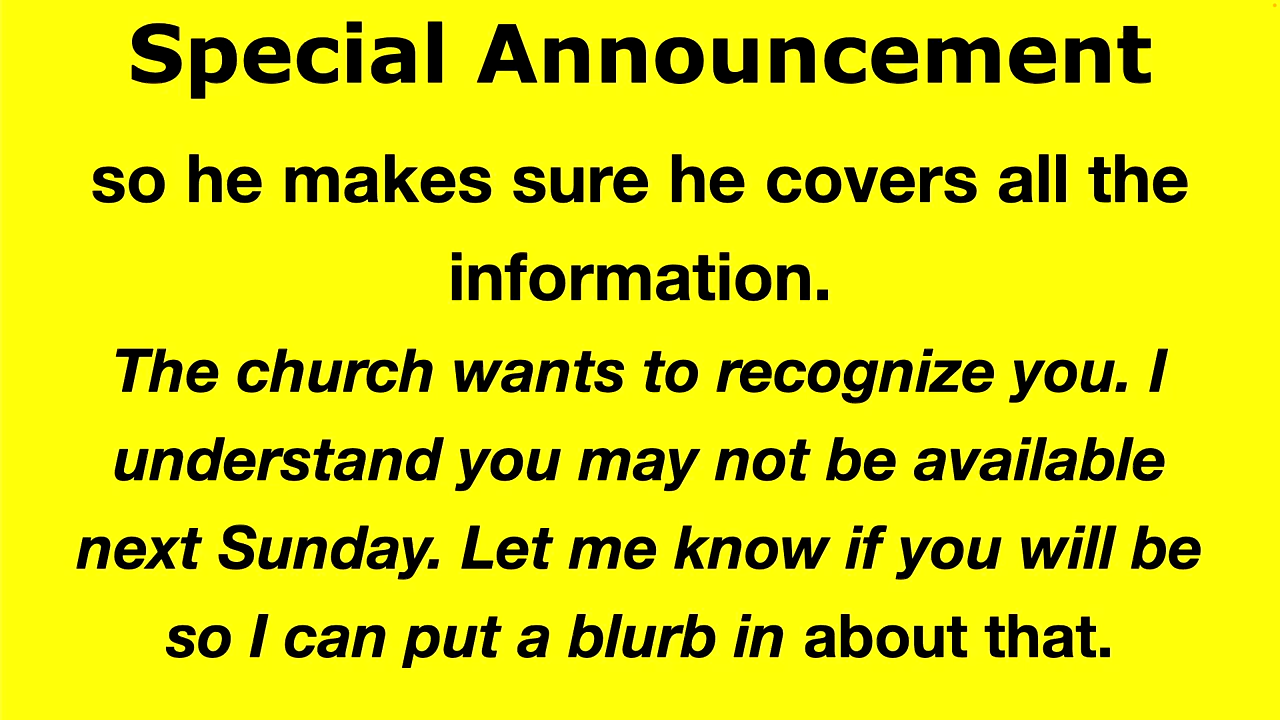 Special Announcement
so he makes sure he covers all the
information.
The church wants to recognize you. I
understand you may not be available
next Sunday. Let me know if you will be
so I can put a blurb in about that.